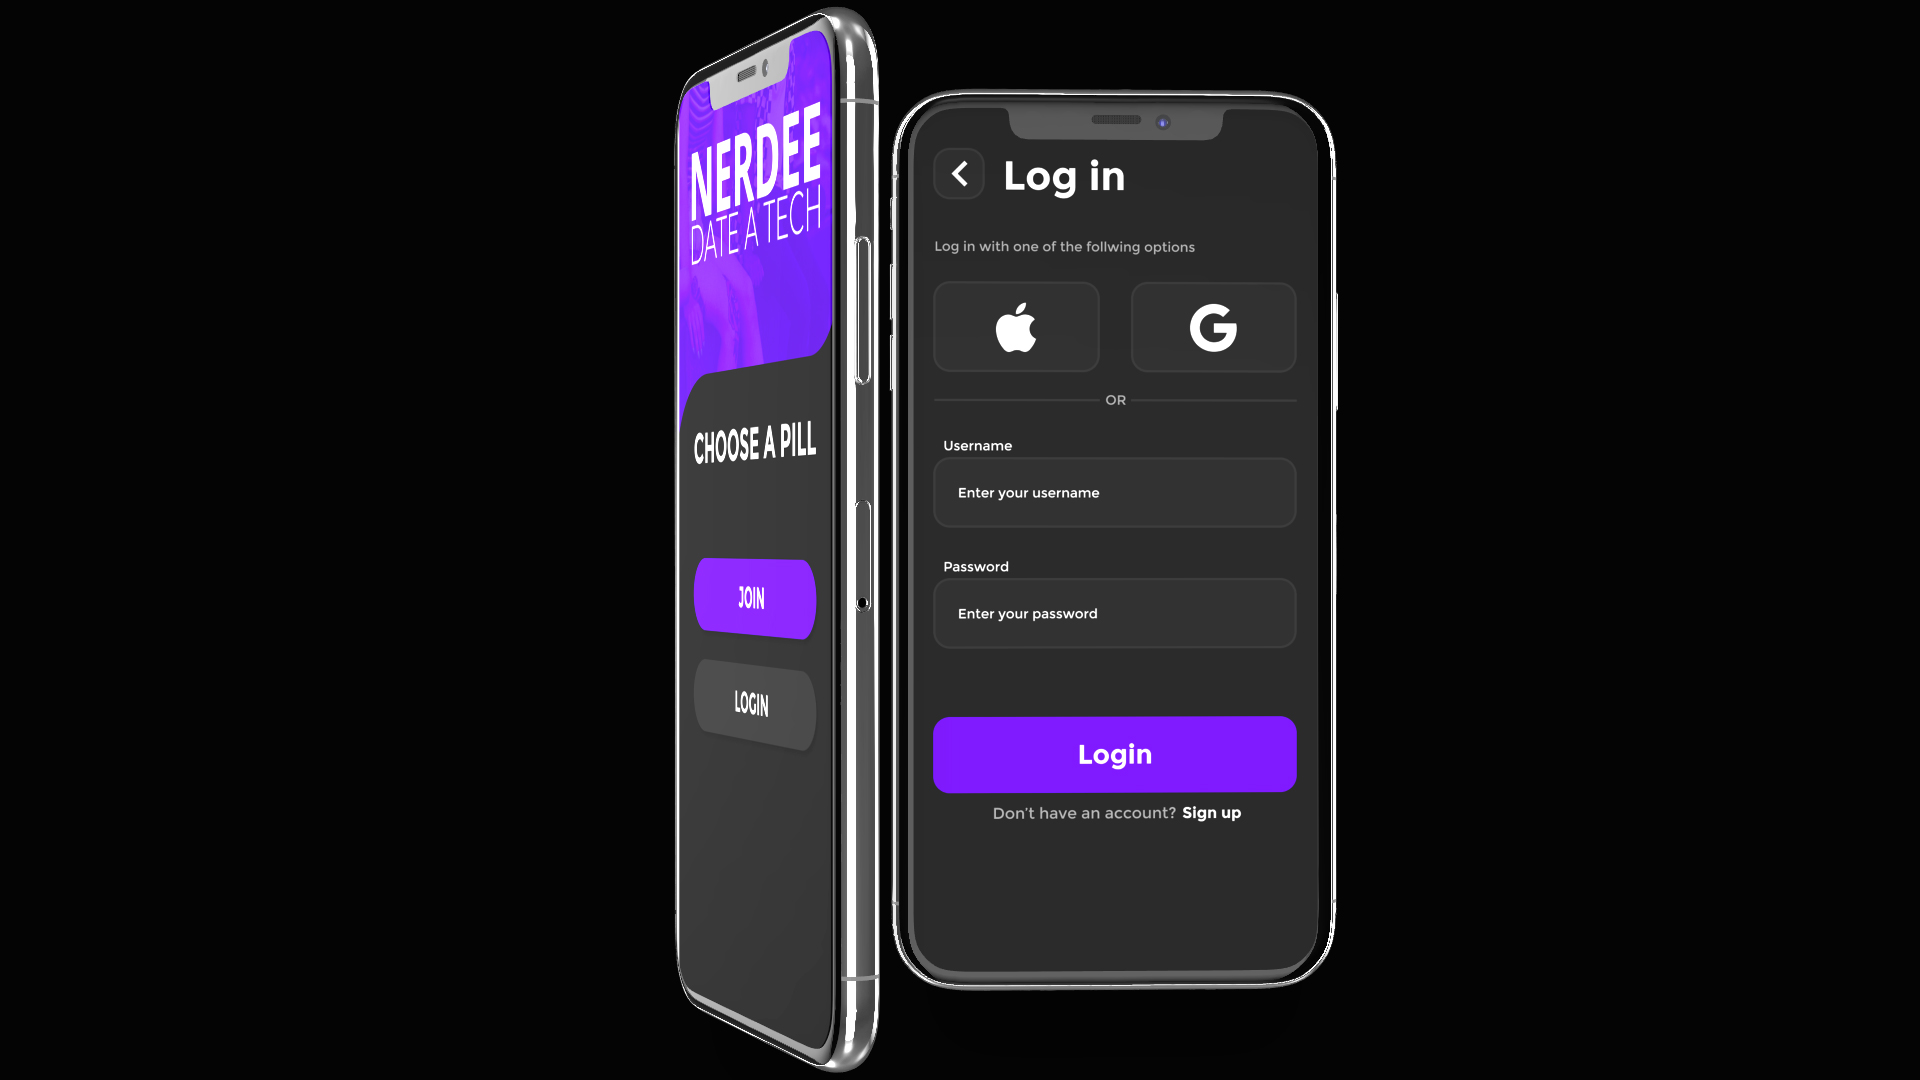 NERDEE
DATE A TECH
CHOOSE A PILL
JOIN
LOGIN
Log in
Log in with one of the follwing options
G
OR
Username
Enter your username
Password
Enter your password
Login
Don't have an account? Sign up